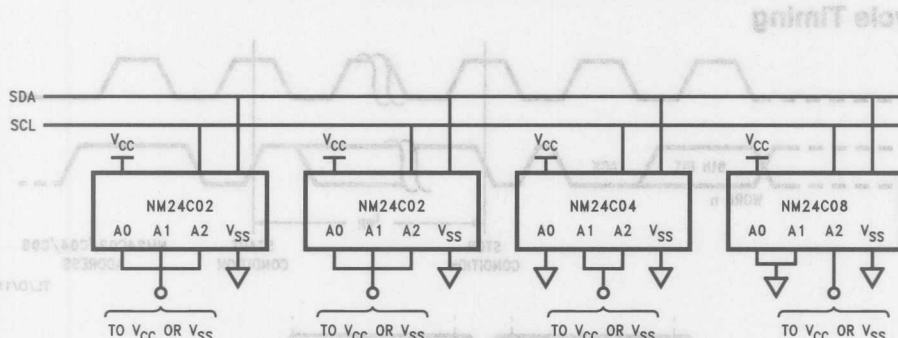 SDA
SCL
VCC VCC VCC VCC
NM24C02 NM24C02 NM24C04 NM24C08
A0 A1 A2 VSS A0 A1 A2 VSS A0 A1 A2 VSS A0 A1 A2 VSS
TO VCC OR VSS TO VCC OR VSS TO VCC OR VSS TO VCC OR VSS